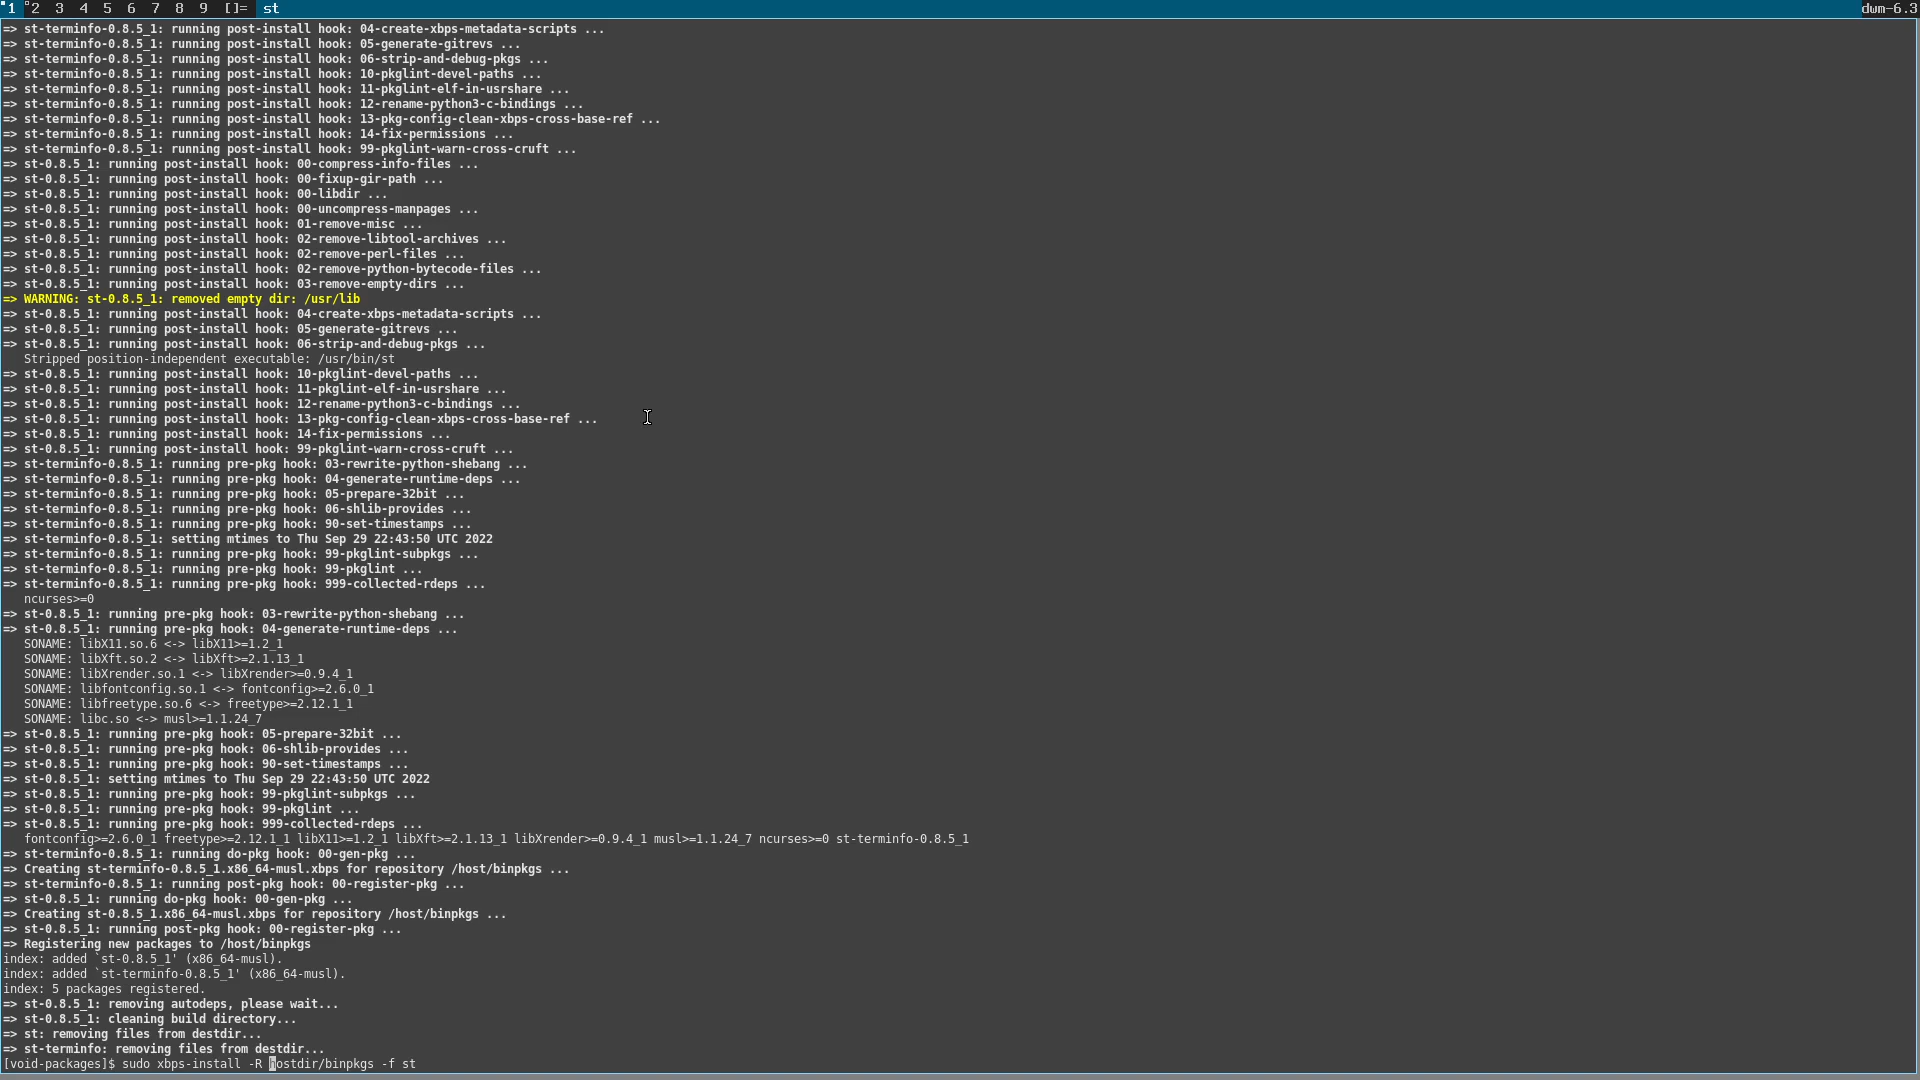 1 2 3 4 5 6 7 8 9 []= st dwm-6.3
=> st-terminfo-0.8.5_1: running post-install hook: 04-create-xbps-metadata-scripts ...
=> st-terminfo-0.8.5_1: running post-install hook: 05-generate-gitrevs ...
=> st-terminfo-0.8.5_1: running post-install hook: 06-strip-and-debug-pkgs ...
=> st-terminfo-0.8.5_1: running post-install hook: 10-pkglint-devel-paths ...
=> st-terminfo-0.8.5_1: running post-install hook: 11-pkglint-elf-in-usrshare ...
=> st-terminfo-0.8.5_1: running post-install hook: 12-rename-python3-c-bindings ...
=> st-terminfo-0.8.5_1: running post-install hook: 13-pkg-config-clean-xbps-cross-base-ref ...
=> st-terminfo-0.8.5_1: running post-install hook: 14-fix-permissions ...
=> st-terminfo-0.8.5_1: running post-install hook: 99-pkglint-warn-cross-cruft ...
=> st-0.8.5_1: running post-install hook: 00-compress-info-files ...
=> st-0.8.5_1: running post-install hook: 00-fixup-gir-path ...
=> st-0.8.5_1: running post-install hook: 00-libdir ...
=> st-0.8.5_1: running post-install hook: 00-uncompress-manpages ...
=> st-0.8.5_1: running post-install hook: 01-remove-misc ...
=> st-0.8.5_1: running post-install hook: 02-remove-libtool-archives ...
=> st-0.8.5_1: running post-install hook: 02-remove-perl-files ...
=> st-0.8.5_1: running post-install hook: 02-remove-python-bytecode-files ...
=> st-0.8.5_1: running post-install hook: 03-remove-empty-dirs ...
=> WARNING: st-0.8.5_1: removed empty dir: /usr/lib
=> st-0.8.5_1: running post-install hook: 04-create-xbps-metadata-scripts ...
=> st-0.8.5_1: running post-install hook: 05-generate-gitrevs ...
=> st-0.8.5_1: running post-install hook: 06-strip-and-debug-pkgs ...
   Stripped position-independent executable: /usr/bin/st
=> st-0.8.5_1: running post-install hook: 10-pkglint-devel-paths ...
=> st-0.8.5_1: running post-install hook: 11-pkglint-elf-in-usrshare ...
=> st-0.8.5_1: running post-install hook: 12-rename-python3-c-bindings ...
=> st-0.8.5_1: running post-install hook: 13-pkg-config-clean-xbps-cross-base-ref ...
=> st-0.8.5_1: running post-install hook: 14-fix-permissions ...
=> st-0.8.5_1: running post-install hook: 99-pkglint-warn-cross-cruft ...
=> st-terminfo-0.8.5_1: running pre-pkg hook: 03-rewrite-python-shebang ...
=> st-terminfo-0.8.5_1: running pre-pkg hook: 04-generate-runtime-deps ...
=> st-terminfo-0.8.5_1: running pre-pkg hook: 05-prepare-32bit ...
=> st-terminfo-0.8.5_1: running pre-pkg hook: 06-shlib-provides ...
=> st-terminfo-0.8.5_1: running pre-pkg hook: 90-set-timestamps ...
=> st-terminfo-0.8.5_1: setting mtimes to Thu Sep 29 22:43:50 UTC 2022
=> st-terminfo-0.8.5_1: running pre-pkg hook: 99-pkglint-subpkgs ...
=> st-terminfo-0.8.5_1: running pre-pkg hook: 99-pkglint ...
=> st-terminfo-0.8.5_1: running pre-pkg hook: 999-collected-rdeps ...
   ncurses>=0
=> st-0.8.5_1: running pre-pkg hook: 03-rewrite-python-shebang ...
=> st-0.8.5_1: running pre-pkg hook: 04-generate-runtime-deps ...
   SONAME: libX11.so.6 <-> libX11>=1.2_1
   SONAME: libXft.so.2 <-> libXft>=2.1.13_1
   SONAME: libXrender.so.1 <-> libXrender>=0.9.4_1
   SONAME: libfontconfig.so.1 <-> fontconfig>=2.6.0_1
   SONAME: libfreetype.so.6 <-> freetype>=2.12.1_1
   SONAME: libc.so <-> musl>=1.1.24_7
=> st-0.8.5_1: running pre-pkg hook: 05-prepare-32bit ...
=> st-0.8.5_1: running pre-pkg hook: 06-shlib-provides ...
=> st-0.8.5_1: running pre-pkg hook: 90-set-timestamps ...
=> st-0.8.5_1: setting mtimes to Thu Sep 29 22:43:50 UTC 2022
=> st-0.8.5_1: running pre-pkg hook: 99-pkglint-subpkgs ...
=> st-0.8.5_1: running pre-pkg hook: 99-pkglint ...
=> st-0.8.5_1: running pre-pkg hook: 999-collected-rdeps ...
   fontconfig>=2.6.0_1 freetype>=2.12.1_1 libX11>=1.2_1 libXft>=2.1.13_1 libXrender>=0.9.4_1 musl>=1.1.24_7 ncurses>=0 st-terminfo-0.8.5_1
=> st-terminfo-0.8.5_1: running do-pkg hook: 00-gen-pkg ...
=> Creating st-terminfo-0.8.5_1.x86_64-musl.xbps for repository /host/binpkgs ...
=> st-terminfo-0.8.5_1: running post-pkg hook: 00-register-pkg ...
=> st-0.8.5_1: running do-pkg hook: 00-gen-pkg ...
=> Creating st-0.8.5_1.x86_64-musl.xbps for repository /host/binpkgs ...
=> st-0.8.5_1: running post-pkg hook: 00-register-pkg ...
=> Registering new packages to /host/binpkgs
index: added `st-0.8.5_1' (x86_64-musl).
index: added `st-terminfo-0.8.5_1' (x86_64-musl).
index: 5 packages registered.
=> st-0.8.5_1: removing autodeps, please wait...
=> st-0.8.5_1: cleaning build directory...
=> st: removing files from destdir...
=> st-terminfo: removing files from destdir...
[void-packages]$ sudo xbps-install -R hostdir/binpkgs -f st